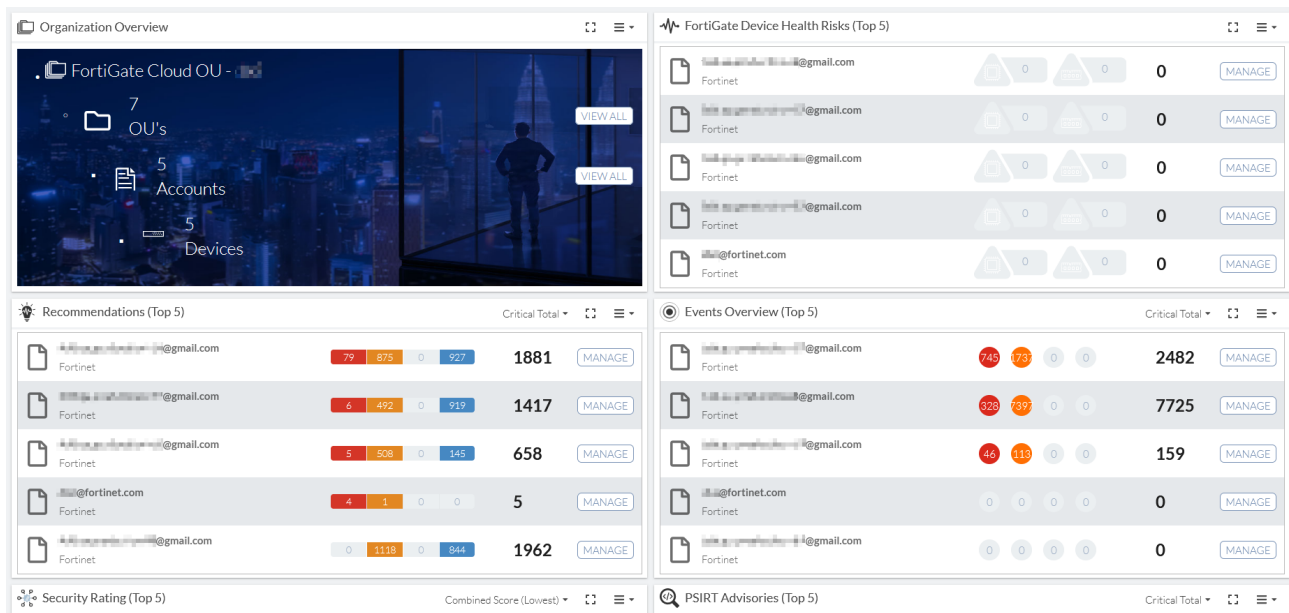 Organization Overview
FortiGate Cloud OU -
7
OU's
VIEW ALL
5
Accounts
VIEW ALL
5
Devices
FortiGate Device Health Risks (Top 5)
@gmail.com
Fortinet
0 0 0 MANAGE
@gmail.com
Fortinet
0 0 0 MANAGE
@gmail.com
Fortinet
0 0 0 MANAGE
@gmail.com
Fortinet
0 0 0 MANAGE
@fortinet.com
Fortinet
0 0 0 MANAGE
Recommendations (Top 5) Critical Total
@gmail.com
Fortinet
79 875 0 927 1881 MANAGE
@gmail.com
Fortinet
6 492 0 919 1417 MANAGE
@gmail.com
Fortinet
5 508 0 145 658 MANAGE
@fortinet.com
Fortinet
4 1 0 0 5 MANAGE
@gmail.com
Fortinet
0 1118 0 844 1962 MANAGE
Events Overview (Top 5) Critical Total
@gmail.com
Fortinet
745 1737 0 0 2482 MANAGE
@gmail.com
Fortinet
328 7397 0 0 7725 MANAGE
@gmail.com
Fortinet
46 113 0 0 159 MANAGE
@fortinet.com
Fortinet
0 0 0 0 0 MANAGE
@gmail.com
Fortinet
0 0 0 0 0 MANAGE
Security Rating (Top 5) Combined Score (Lowest)
PSIRT Advisories (Top 5) Critical Total